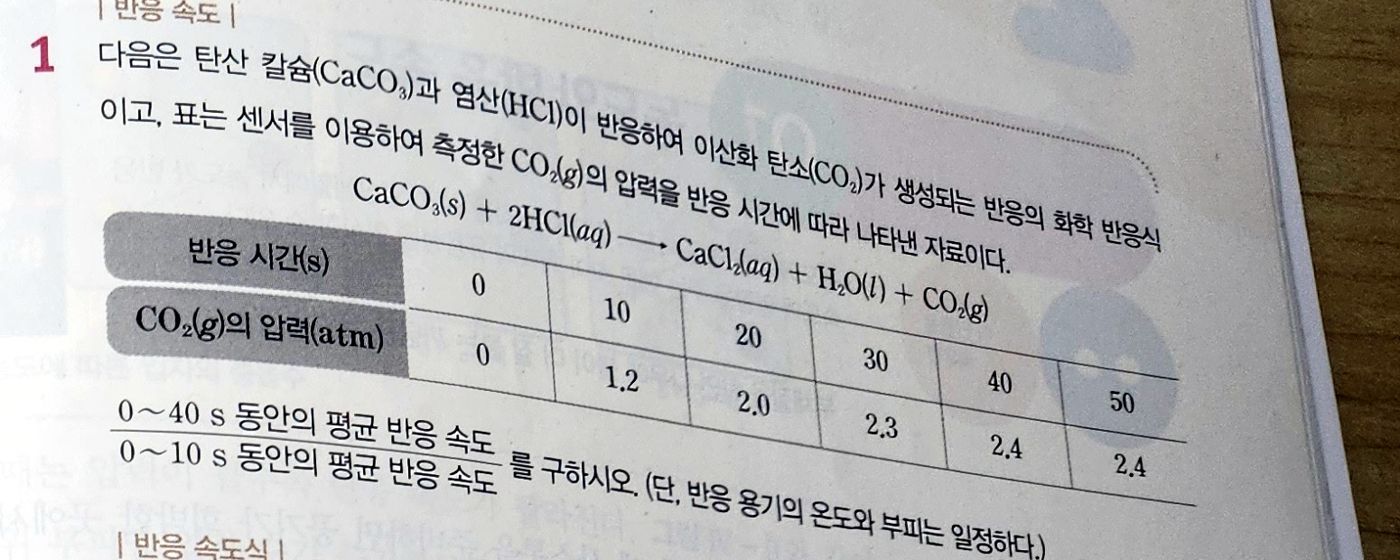 | 반응 속도 |
1 다음은 탄산 칼슘(CaCO₃)과 염산(HCl)이 반응하여 이산화 탄소(CO₂)가 생성되는 반응의 화학 반응식
이고, 표는 센서를 이용하여 측정한 CO₂(g)의 압력을 반응 시간에 따라 나타낸 자료이다.
CaCO₃(s) + 2HCl(aq) ⟶ CaCl₂(aq) + H₂O(l) + CO₂(g)
반응 시간(s) 0 10 20 30 40 50
CO₂(g)의 압력(atm) 0 1.2 2.0 2.3 2.4 2.4
0～40 s 동안의 평균 반응 속도
0～10 s 동안의 평균 반응 속도
를 구하시오. (단, 반응 용기의 온도와 부피는 일정하다.)
| 반응 속도식 |